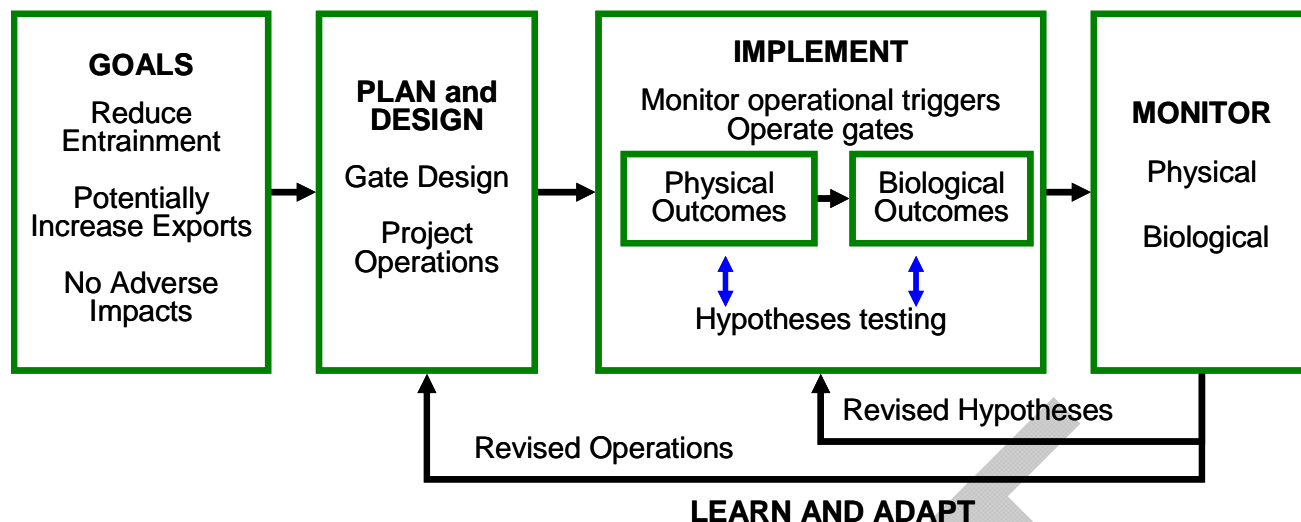 GOALS
Reduce
Entrainment
Potentially
Increase Exports
No Adverse
Impacts
PLAN and
DESIGN
Gate Design
Project
Operations
IMPLEMENT
Monitor operational triggers
Operate gates
Physical
Outcomes
Biological
Outcomes
Hypotheses testing
MONITOR
Physical
Biological
Revised Hypotheses
Revised Operations
LEARN AND ADAPT